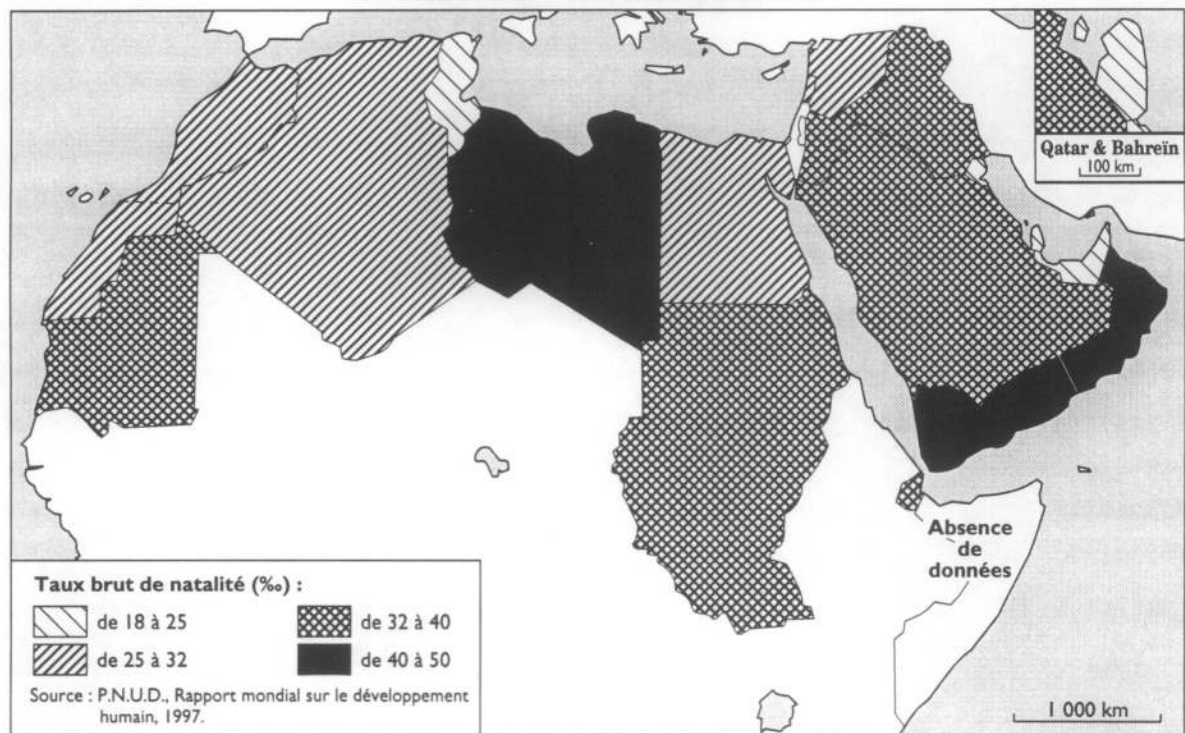 Qatar & Bahreïn
100 km
Absence
de
données
Taux brut de natalité (‰) :
de 18 à 25
de 32 à 40
de 25 à 32
de 40 à 50
Source : P.N.U.D., Rapport mondial sur le développement
humain, 1997.
1 000 km